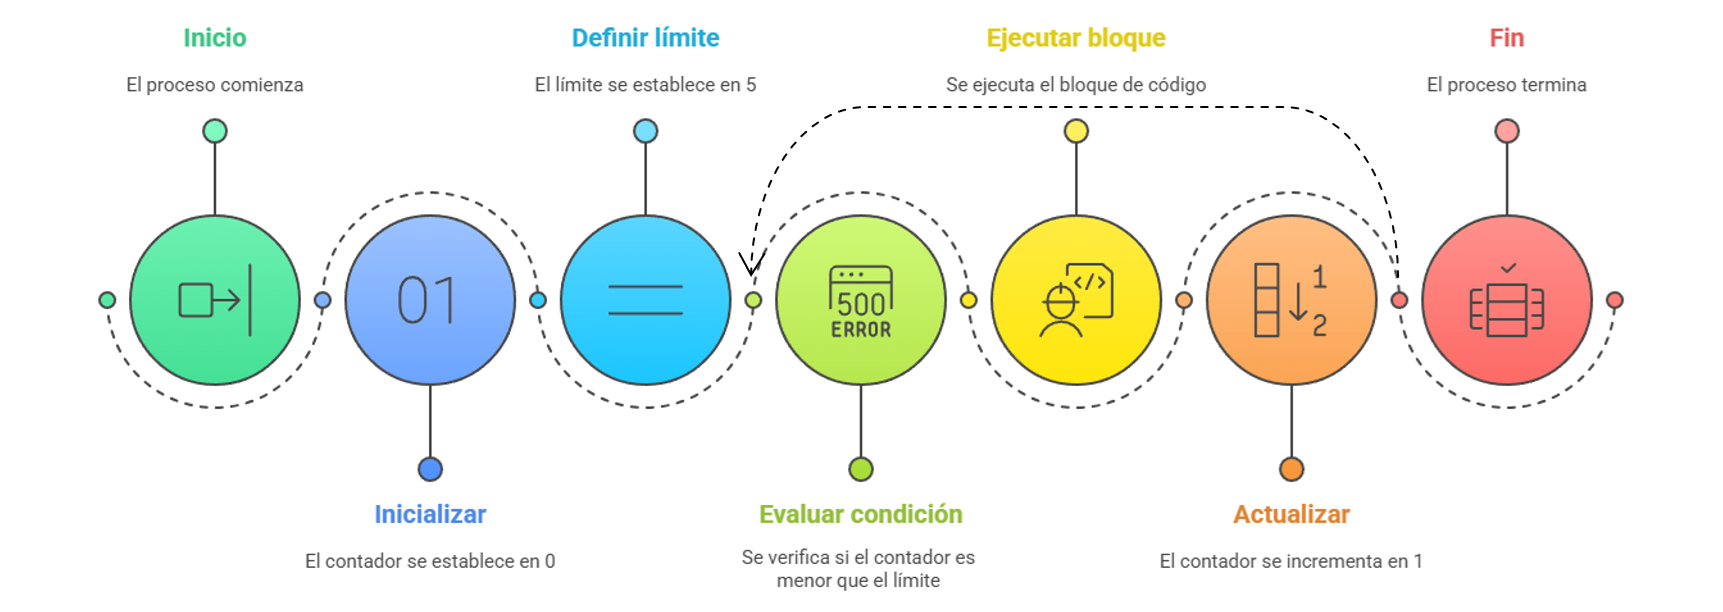 Inicio
El proceso comienza
Definir límite
El límite se establece en 5
Ejecutar bloque
Se ejecuta el bloque de código
Fin
El proceso termina
01
500
ERROR
</>
1
2
Inicializar
El contador se establece en 0
Evaluar condición
Se verifica si el contador es
menor que el límite
Actualizar
El contador se incrementa en 1